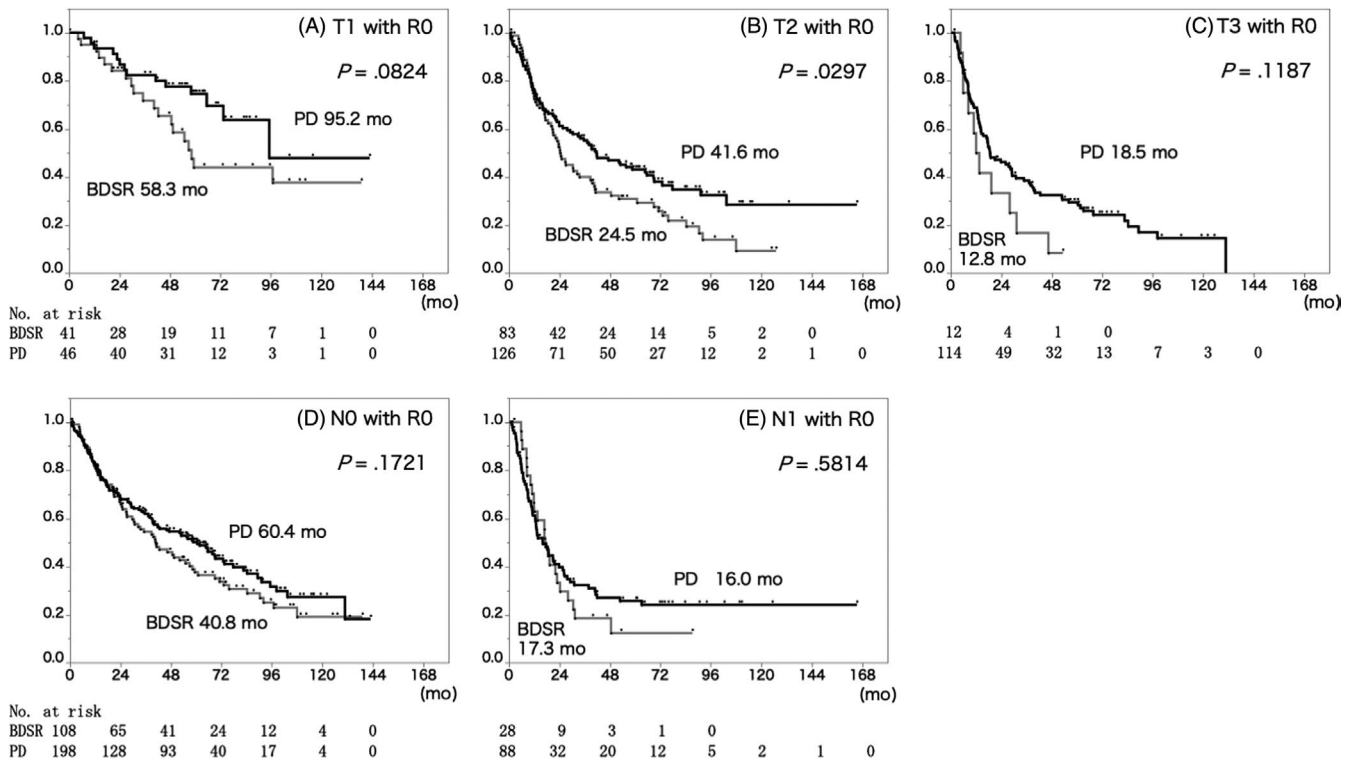 (A) T1 with R0
P = .0824
1.0
0.8
0.6
0.4
0.2
0.0
PD 95.2 mo
BDSR 58.3 mo
0 24 48 72 96 120 144 168
(mo)
No. at risk
BDSR 41 28 19 11 7 1 0
PD 46 40 31 12 3 1 0
(B) T2 with R0
P = .0297
1.0
0.8
0.6
0.4
0.2
0.0
PD 41.6 mo
BDSR 24.5 mo
0 24 48 72 96 120 144 168
(mo)
83 42 24 14 5 2 0
126 71 50 27 12 2 1 0
(C) T3 with R0
P = .1187
1.0
0.8
0.6
0.4
0.2
0.0
PD 18.5 mo
BDSR
12.8 mo
0 24 48 72 96 120 144 168
(mo)
12 4 1 0
114 49 32 13 7 3 0
(D) N0 with R0
P = .1721
1.0
0.8
0.6
0.4
0.2
0.0
PD 60.4 mo
BDSR 40.8 mo
0 24 48 72 96 120 144 168
(mo)
No. at risk
BDSR 108 65 41 24 12 4 0
PD 198 128 93 40 17 4 0
(E) N1 with R0
P = .5814
1.0
0.8
0.6
0.4
0.2
0.0
PD 16.0 mo
BDSR
17.3 mo
0 24 48 72 96 120 144 168
(mo)
28 9 3 1 0
88 32 20 12 5 2 1 0